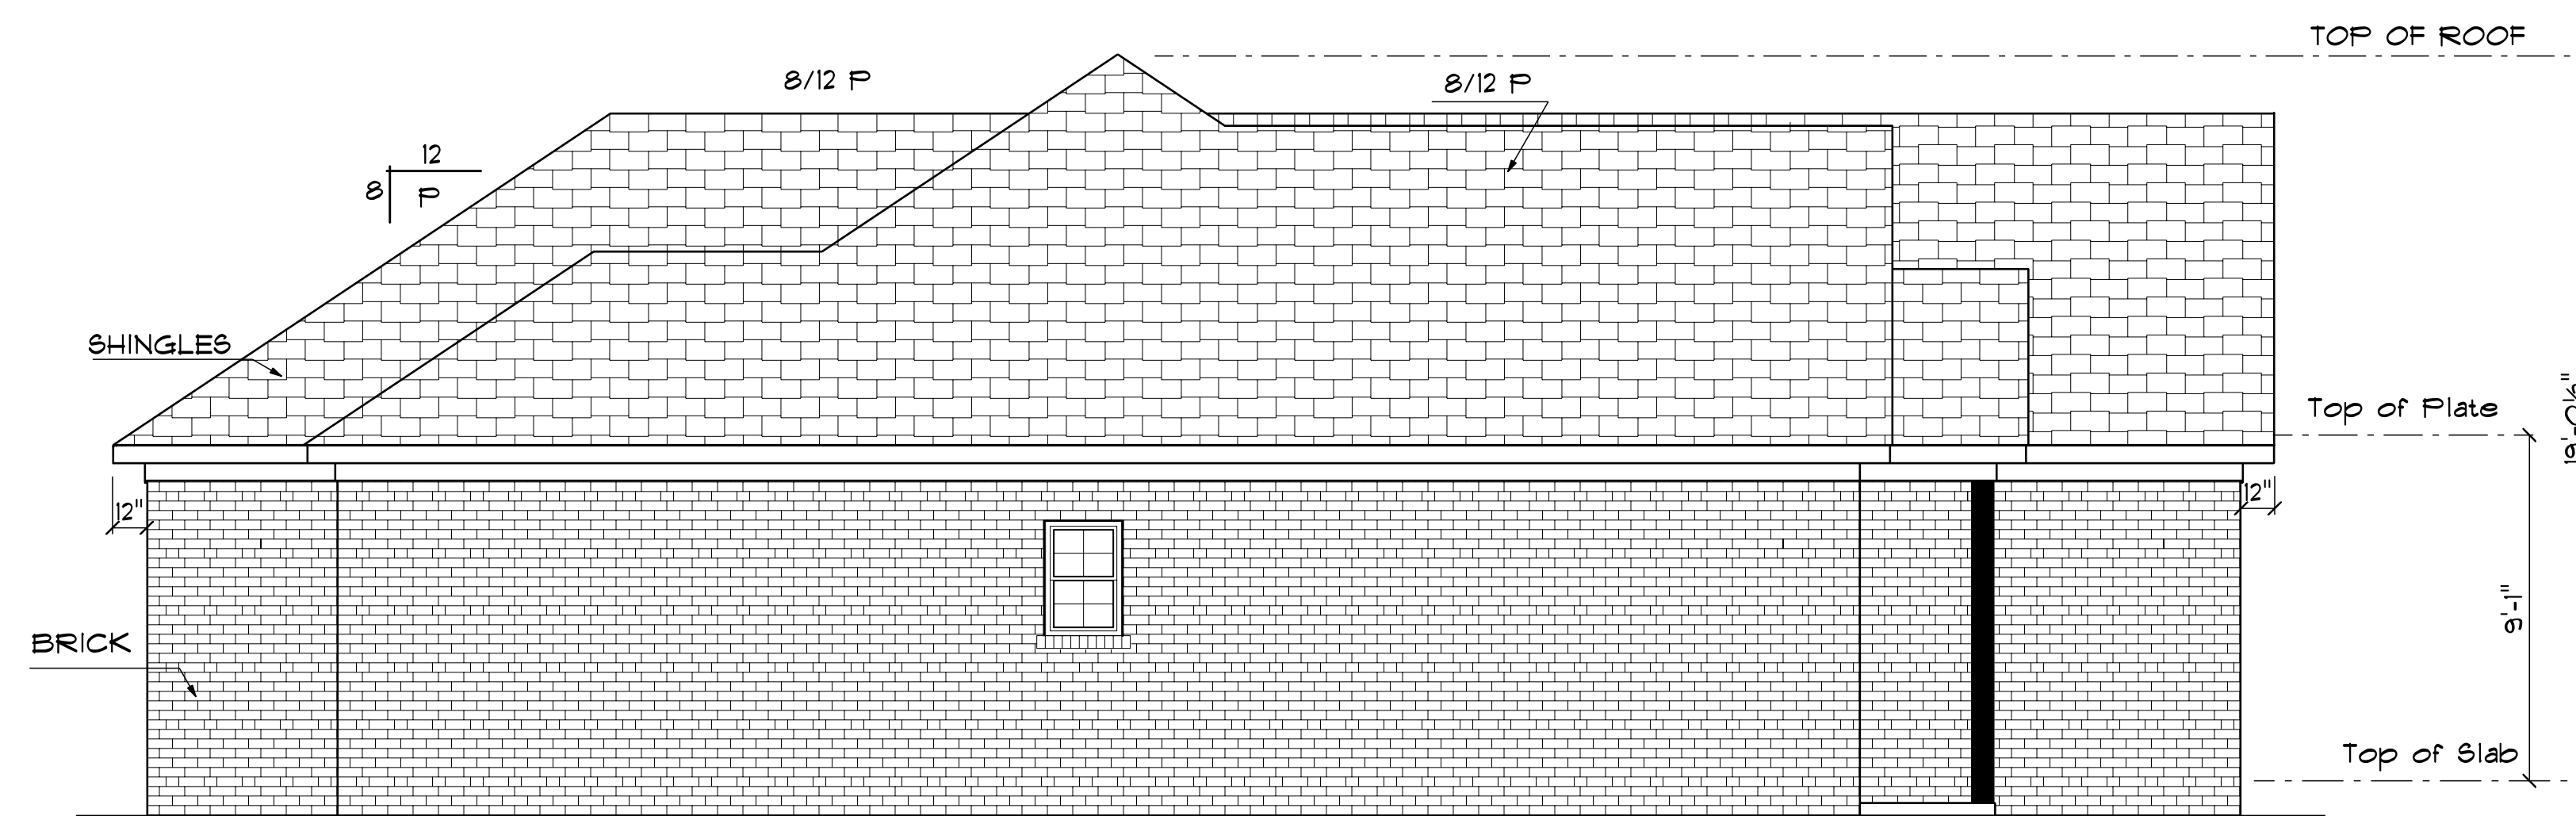 TOP OF ROOF
8/12 P
8/12 P
12
8
P
SHINGLES
Top of Plate
12"
12"
9'-1"
BRICK
Top of Slab